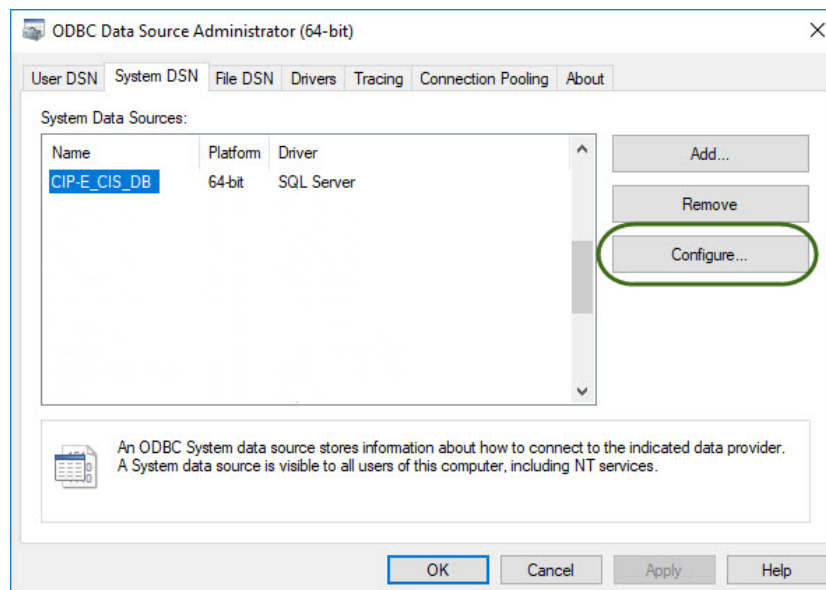 ODBC Data Source Administrator (64-bit)
User DSN System DSN File DSN Drivers Tracing Connection Pooling About
System Data Sources:
Name Platform Driver
CIP-E_CIS_DB 64-bit SQL Server
Add...
Remove
Configure...
An ODBC System data source stores information about how to connect to the indicated data provider.
A System data source is visible to all users of this computer, including NT services.
OK Cancel Apply Help